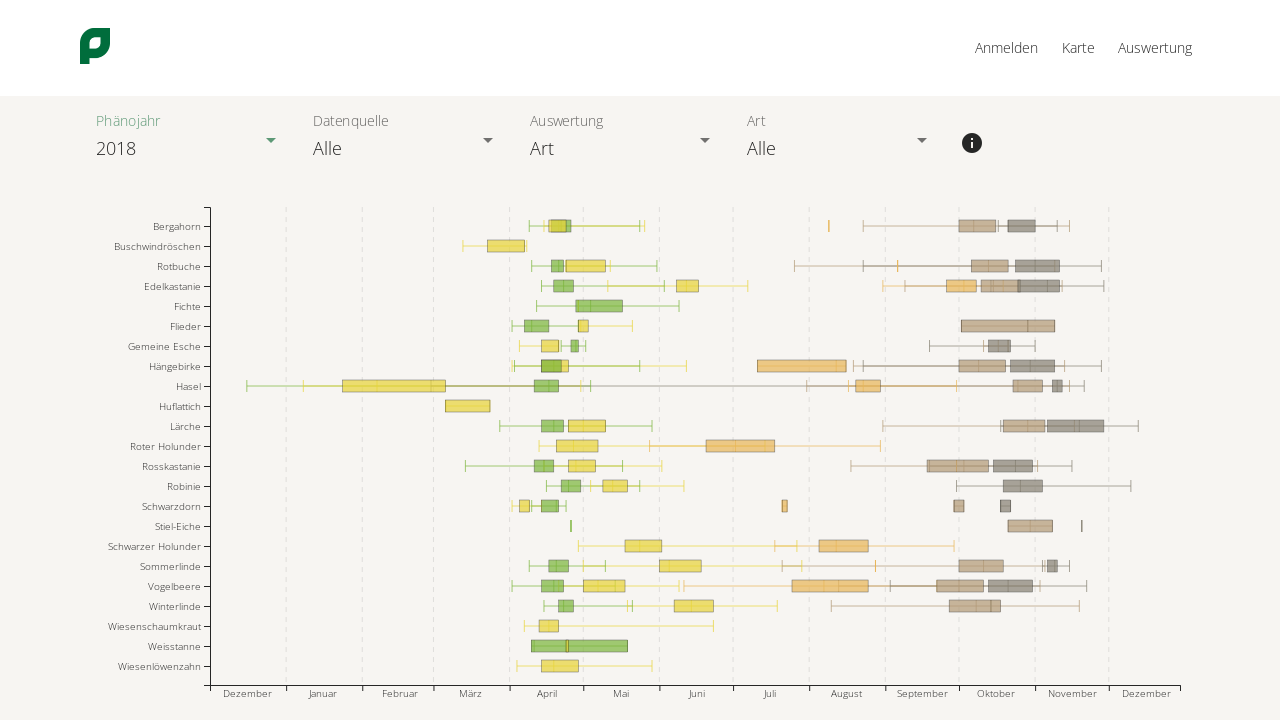 Anmelden Karte Auswertung
Phänojahr Datenquelle Auswertung Art
2018 Alle Art Alle
Bergahorn
Buschwindröschen
Rotbuche
Edelkastanie
Fichte
Flieder
Gemeine Esche
Hängebirke
Hasel
Huflattich
Lärche
Roter Holunder
Rosskastanie
Robinie
Schwarzdorn
Stiel-Eiche
Schwarzer Holunder
Sommerlinde
Vogelbeere
Winterlinde
Wiesenschaumkraut
Weisstanne
Wiesenlöwenzahn
Dezember Januar Februar März April Mai Juni Juli August September Oktober November Dezember